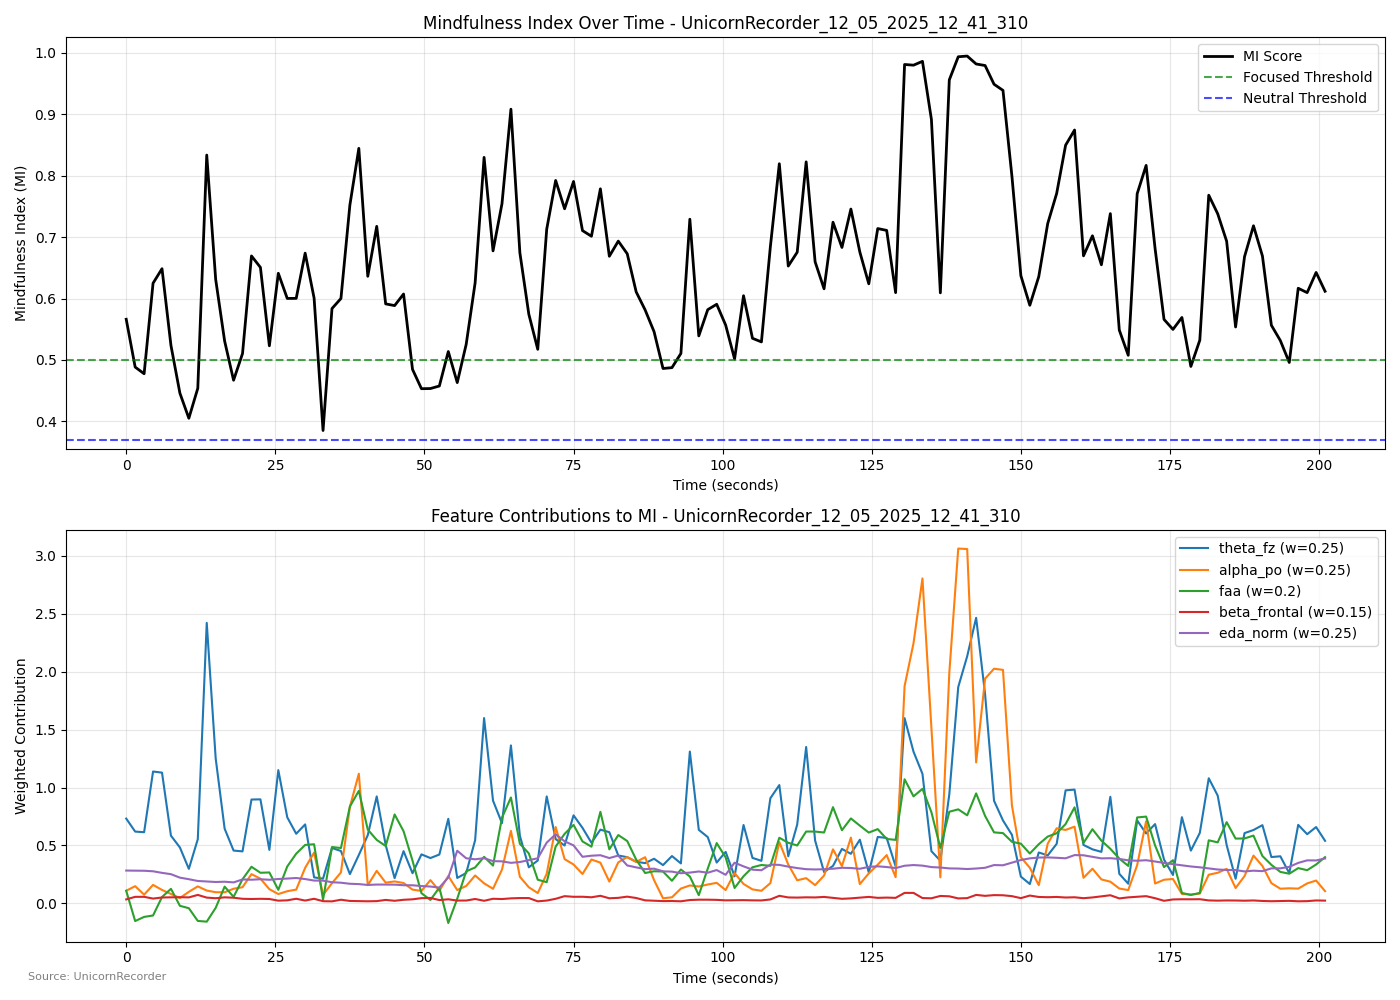 Mindfulness Index Over Time - UnicornRecorder_12_05_2025_12_41_310
Mindfulness Index (MI)
1.0
0.9
0.8
0.7
0.6
0.5
0.4
MI Score
Focused Threshold
Neutral Threshold
0 25 50 75 100 125 150 175 200
Time (seconds)
Feature Contributions to MI - UnicornRecorder_12_05_2025_12_41_310
Weighted Contribution
3.0
2.5
2.0
1.5
1.0
0.5
0.0
theta_fz (w=0.25)
alpha_po (w=0.25)
faa (w=0.2)
beta_frontal (w=0.15)
eda_norm (w=0.25)
0 25 50 75 100 125 150 175 200
Time (seconds)
Source: UnicornRecorder